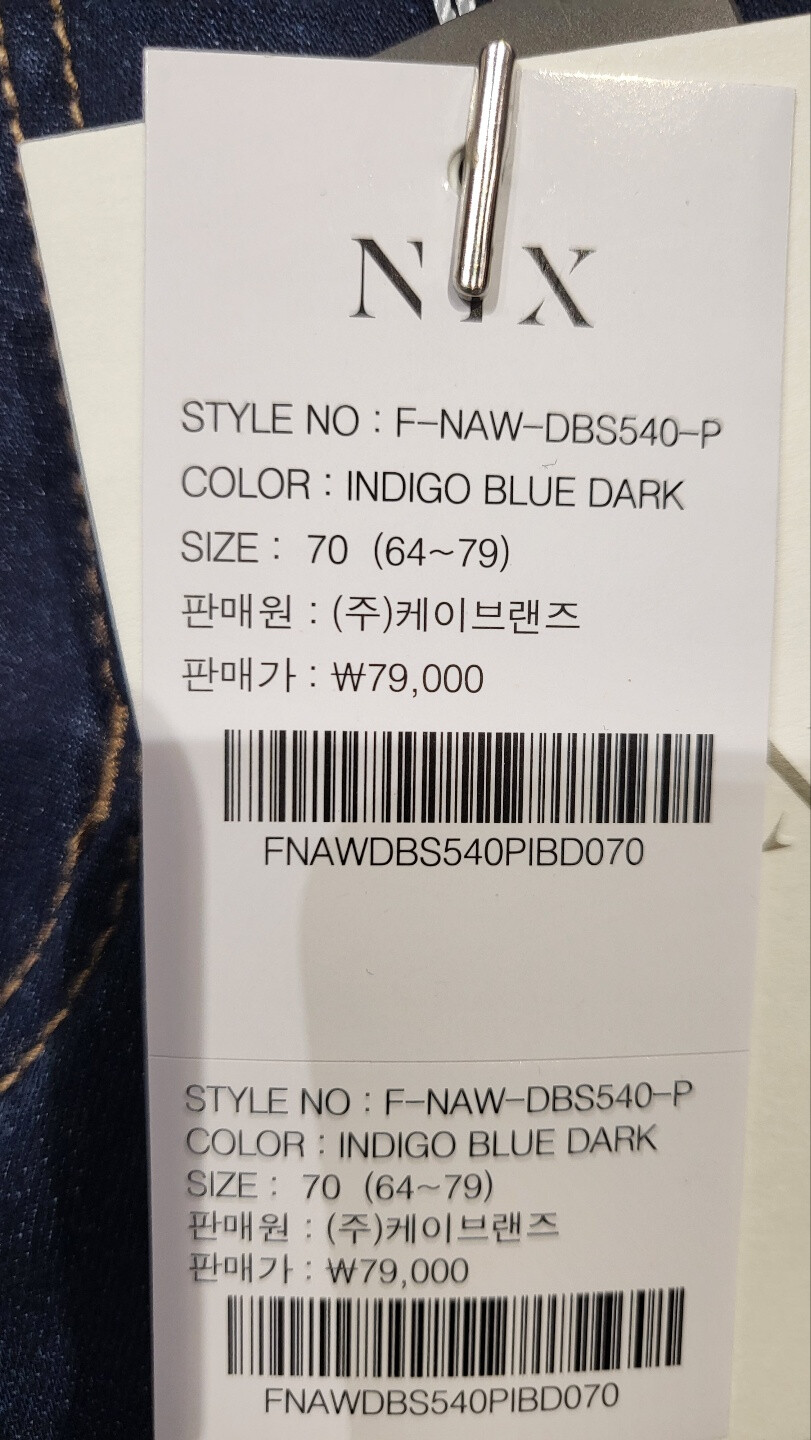 NIX
STYLE NO : F-NAW-DBS540-P
COLOR : INDIGO BLUE DARK
SIZE : 70 (64~79)
판매원 : (주)케이브랜즈
판매가 : ₩79,000
FNAWDBS540PIBD070
STYLE NO : F-NAW-DBS540-P
COLOR : INDIGO BLUE DARK
SIZE : 70 (64~79)
판매원 : (주)케이브랜즈
판매가 : ₩79,000
FNAWDBS540PIBD070